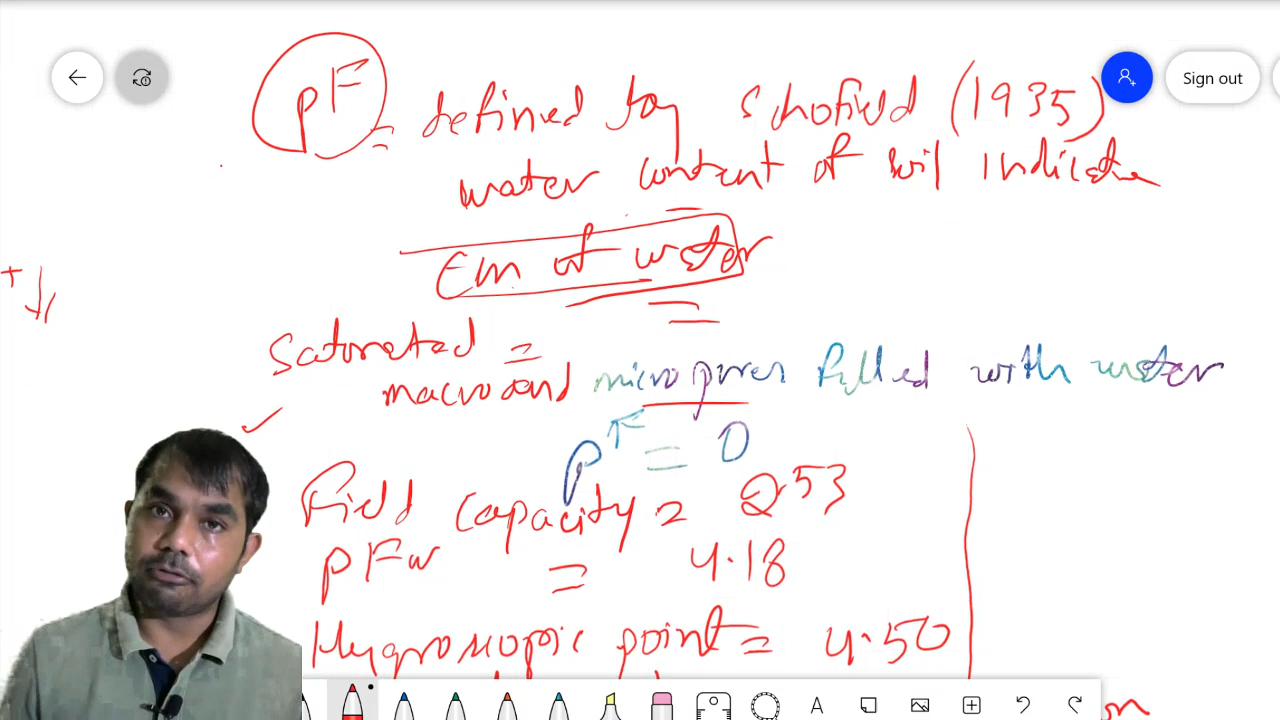 Sign out
pF = defined by Schofield (1935)
water content of soil indicate
Em of water
Saturated =
macro and micro pores filled with water
pF = 0
Field capacity = 2.53
PFW = 4.18
Hygroscopic point = 4.50
A